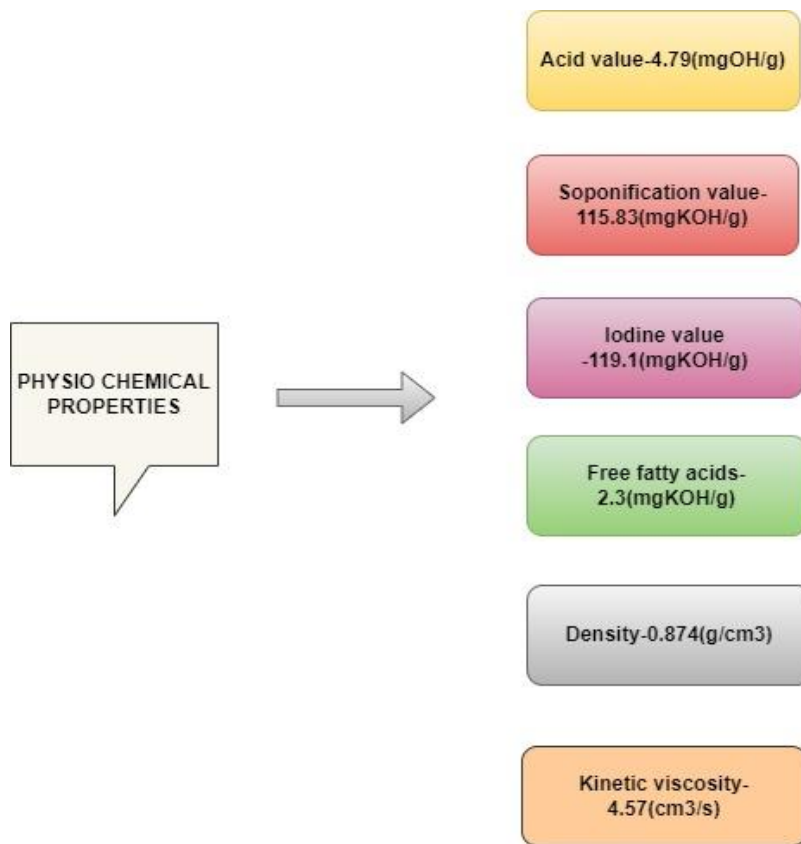 Acid value-4.79(mgOH/g)
Soponification value-
115.83(mgKOH/g)
Iodine value
-119.1(mgKOH/g)
PHYSIO CHEMICAL
PROPERTIES
Free fatty acids-
2.3(mgKOH/g)
Density-0.874(g/cm3)
Kinetic viscosity-
4.57(cm3/s)